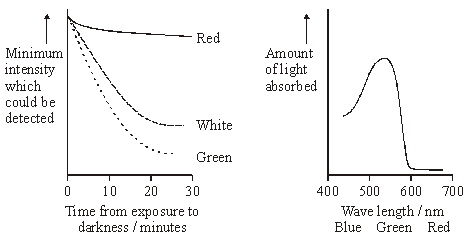 Minimum
intensity
which
could be
detected
Red
White
Green
0 10 20 30
Time from exposure to
darkness / minutes
Amount
of light
absorbed
400 500 600 700
Wave length / nm
Blue Green Red